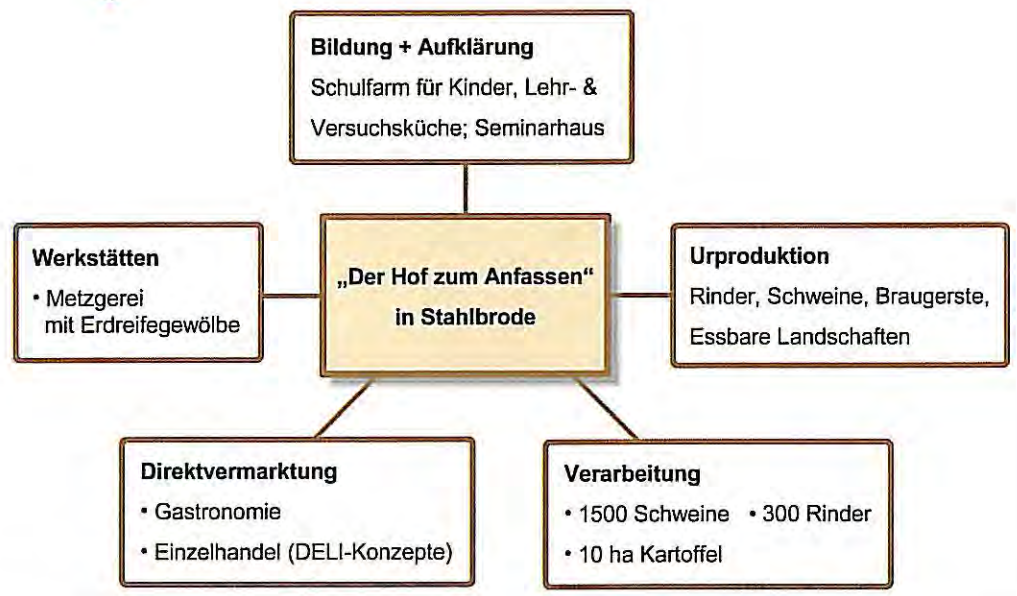 Bildung + Aufklärung
Schulfarm für Kinder, Lehr- &
Versuchsküche; Seminarhaus
Werkstätten
• Metzgerei
mit Erdreifegewölbe
„Der Hof zum Anfassen“
in Stahlbrode
Urproduktion
Rinder, Schweine, Braugerste,
Essbare Landschaften
Direktvermarktung
• Gastronomie
• Einzelhandel (DELI-Konzepte)
Verarbeitung
• 1500 Schweine • 300 Rinder
• 10 ha Kartoffel